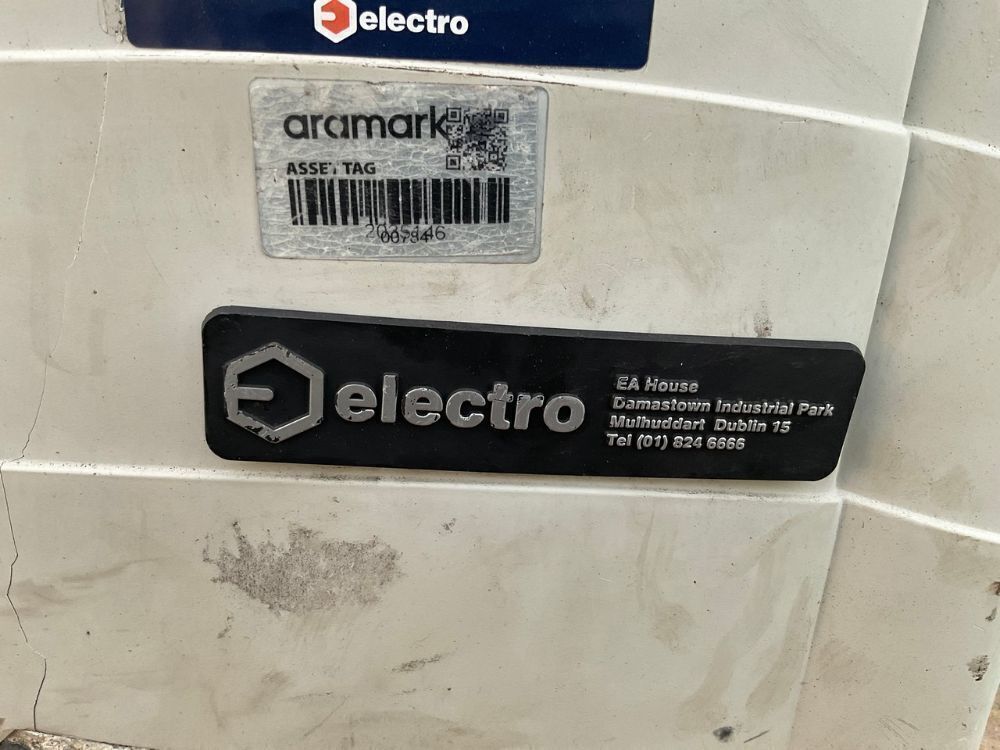 electro
aramark
ASSET TAG
electro
EA House
Damastown Industrial Park
Mulhuddart Dublin 15
Tel (01) 824 6666